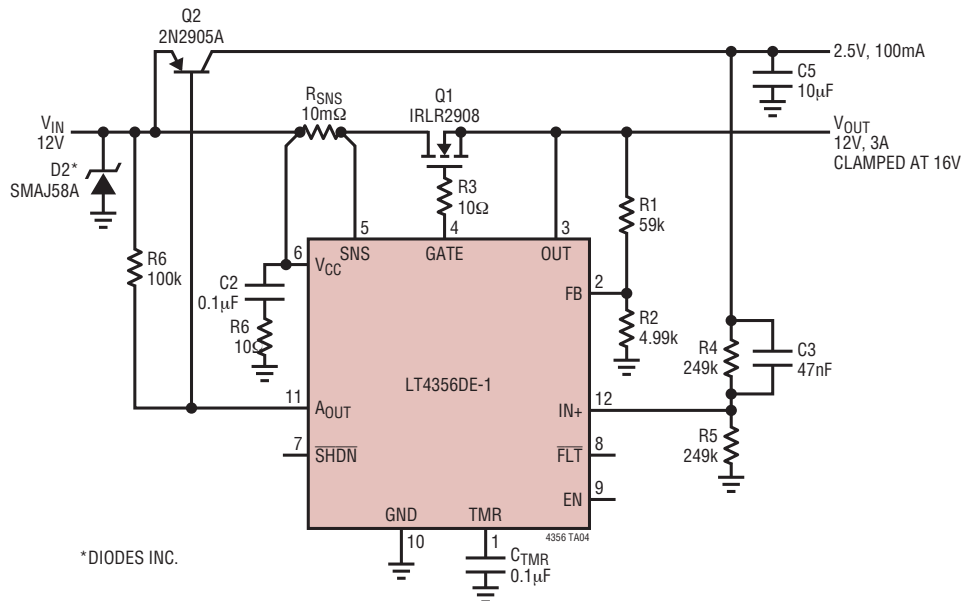 Q2
2N2905A
2.5V, 100mA
C5
10μF
RSNS
10mΩ
Q1
IRLR2908
VIN
12V
VOUT
12V, 3A
CLAMPED AT 16V
D2*
SMAJ58A
R3
10Ω
R1
59k
5
4
3
6
SNS
GATE
OUT
VCC
R6
100k
C2
0.1μF
FB
2
R6
10Ω
R2
4.99k
R4
249k
C3
47nF
LT4356DE-1
11
AOUT
IN+
12
7
SHDN
FLT
8
R5
249k
EN
9
GND
TMR
4356 TA04
10
1
*DIODES INC.
CTMR
0.1μF